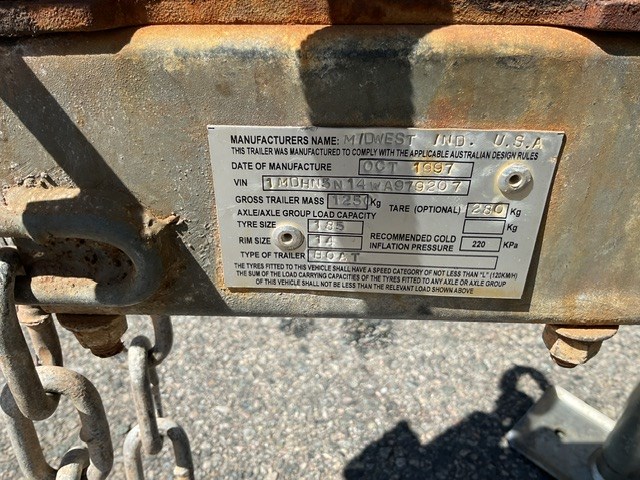 MANUFACTURERS NAME: MIDWEST IND. U.S.A
THIS TRAILER WAS MANUFACTURED TO COMPLY WITH THE APPLICABLE AUSTRALIAN DESIGN RULES
DATE OF MANUFACTURE OCT 1997
VIN 1MDHN5N14WA979207
GROSS TRAILER MASS 1250 Kg TARE (OPTIONAL) 280 Kg
AXLE/AXLE GROUP LOAD CAPACITY Kg
TYRE SIZE 185
RIM SIZE 14 RECOMMENDED COLD INFLATION PRESSURE 220 KPa
TYPE OF TRAILER BOAT
THE TYRES FITTED TO THIS VEHICLE SHALL HAVE A SPEED CATEGORY OF NOT LESS THAN "L" (120KM/H)
THE SUM OF THE LOAD CARRYING CAPACITIES OF THE TYRES FITTED TO ANY AXLE OR AXLE GROUP
OF THIS VEHICLE SHALL NOT BE LESS THAN THE RELEVANT LOAD SHOWN ABOVE